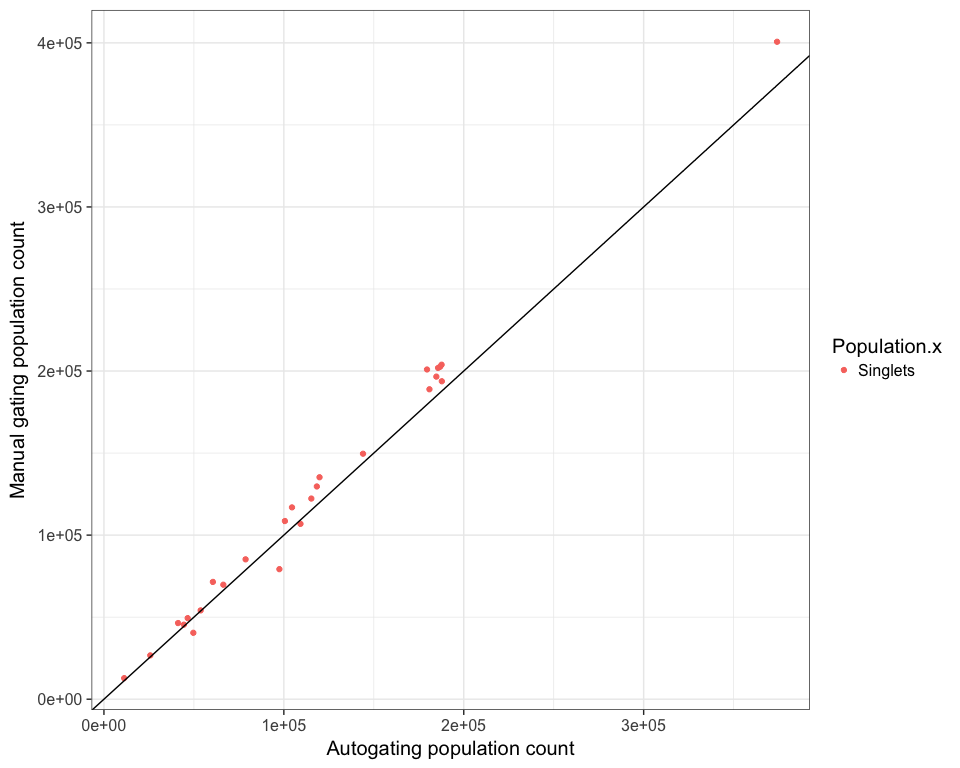 4e+05
3e+05
2e+05
1e+05
0e+00
Manual gating population count
0e+00 1e+05 2e+05 3e+05
Autogating population count
Population.x
Singlets